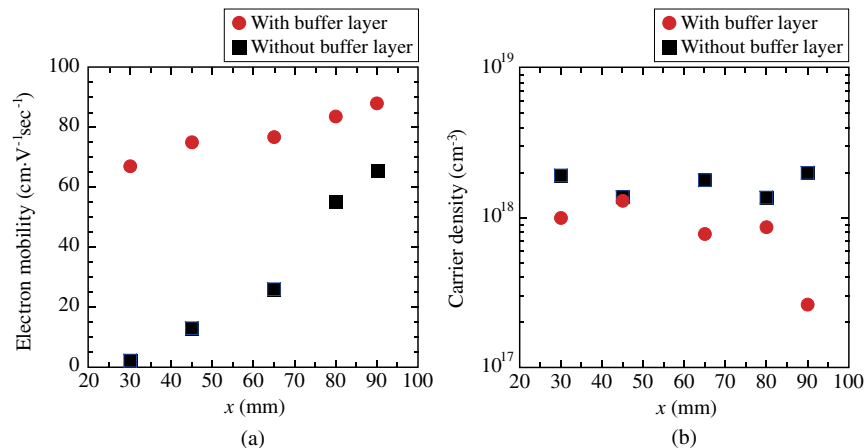 With buffer layer
Without buffer layer
Electron mobility (cm·V⁻¹sec⁻¹)
100
80
60
40
20
0
20 30 40 50 60 70 80 90 100
x (mm)
(a)
With buffer layer
Without buffer layer
Carrier density (cm⁻³)
10¹⁹
10¹⁸
10¹⁷
20 30 40 50 60 70 80 90 100
x (mm)
(b)